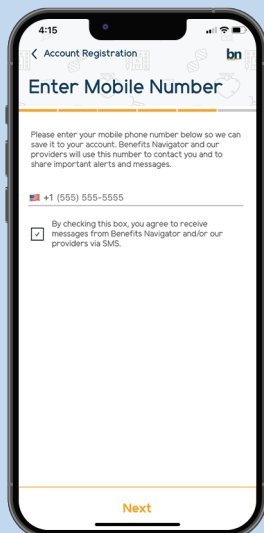 4:15
Account Registration
bn
Enter Mobile Number
Please enter your mobile phone number below so we can
save it to your account. Benefits Navigator and our
providers will use this number to contact you and to
share important alerts and messages.
+1 (555) 555-5555
By checking this box, you agree to receive
messages from Benefits Navigator and/or our
providers via SMS.
Next